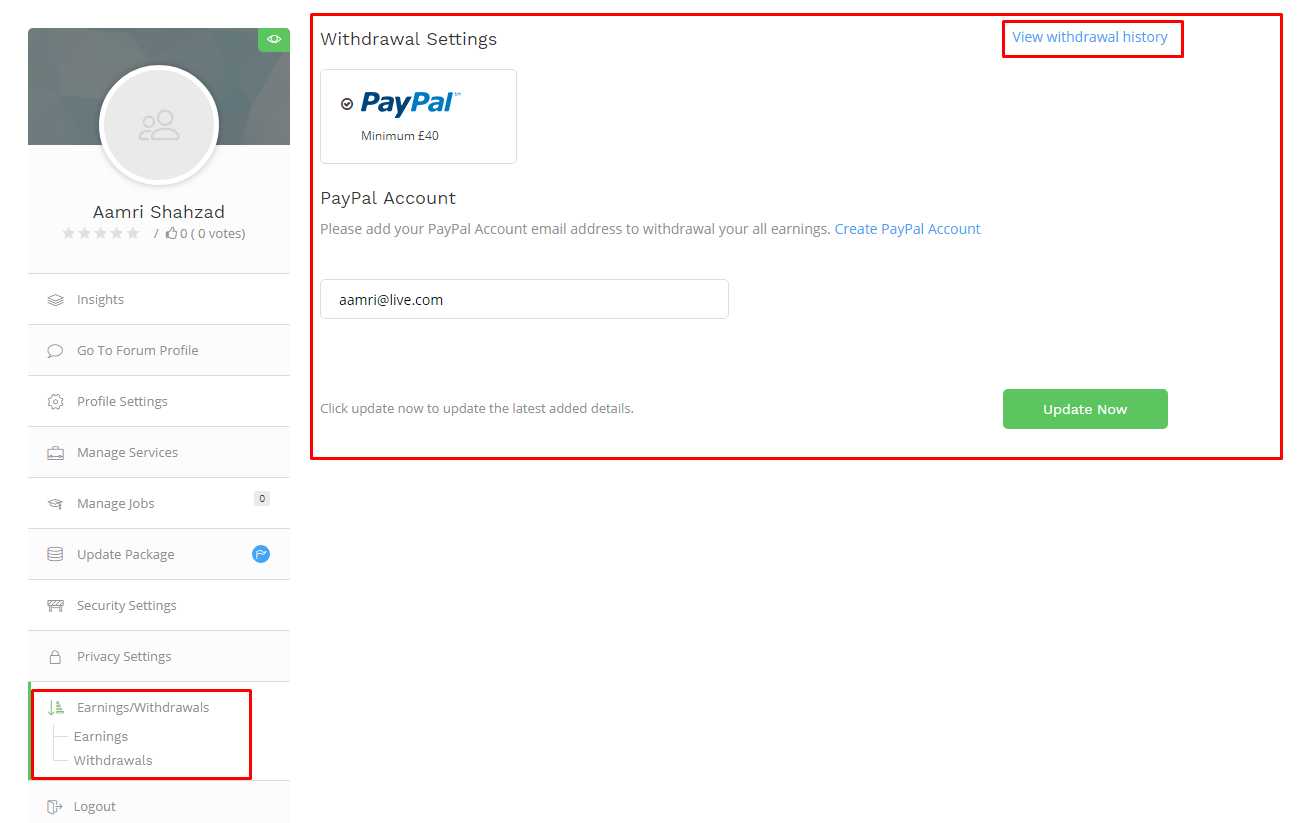 Aamri Shahzad
/ 0 ( 0 votes)
Insights
Go To Forum Profile
Profile Settings
Manage Services
Manage Jobs 0
Update Package
Security Settings
Privacy Settings
Earnings/Withdrawals
Earnings
Withdrawals
Logout
Withdrawal Settings
View withdrawal history
PayPal™
Minimum £40
PayPal Account
Please add your PayPal Account email address to withdrawal your all earnings. Create PayPal Account
aamri@live.com
Click update now to update the latest added details.
Update Now